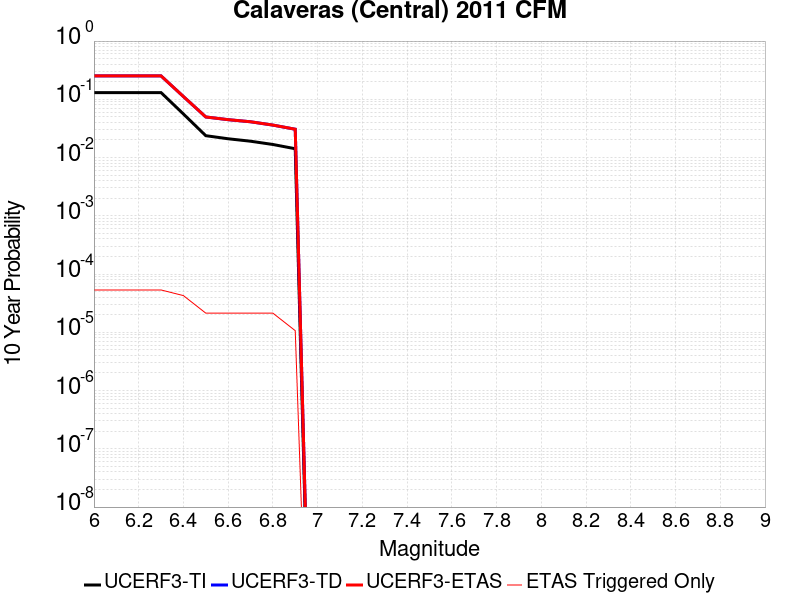 Calaveras (Central) 2011 CFM
10^0
10^-1
10^-2
10^-3
10^-4
10^-5
10^-6
10^-7
10^-8
10 Year Probability
6 6.2 6.4 6.6 6.8 7 7.2 7.4 7.6 7.8 8 8.2 8.4 8.6 8.8 9
Magnitude
UCERF3-TI UCERF3-TD UCERF3-ETAS ETAS Triggered Only